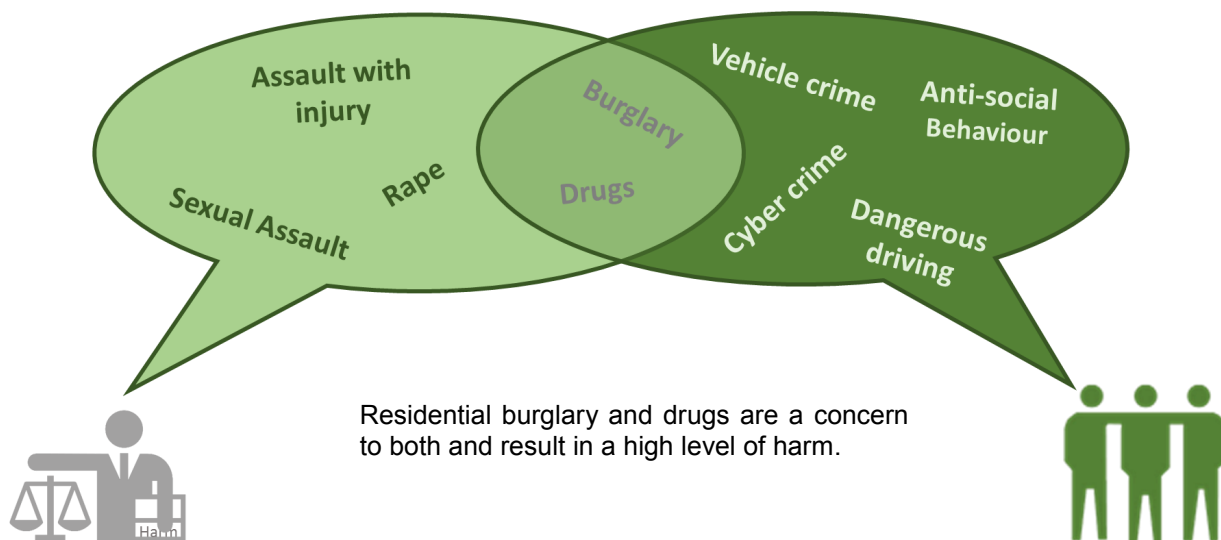 Assault with
injury
Rape
Sexual Assault
Burglary
Drugs
Vehicle crime
Anti-social
Behaviour
Cyber crime
Dangerous
driving
Residential burglary and drugs are a concern
to both and result in a high level of harm.
Harm